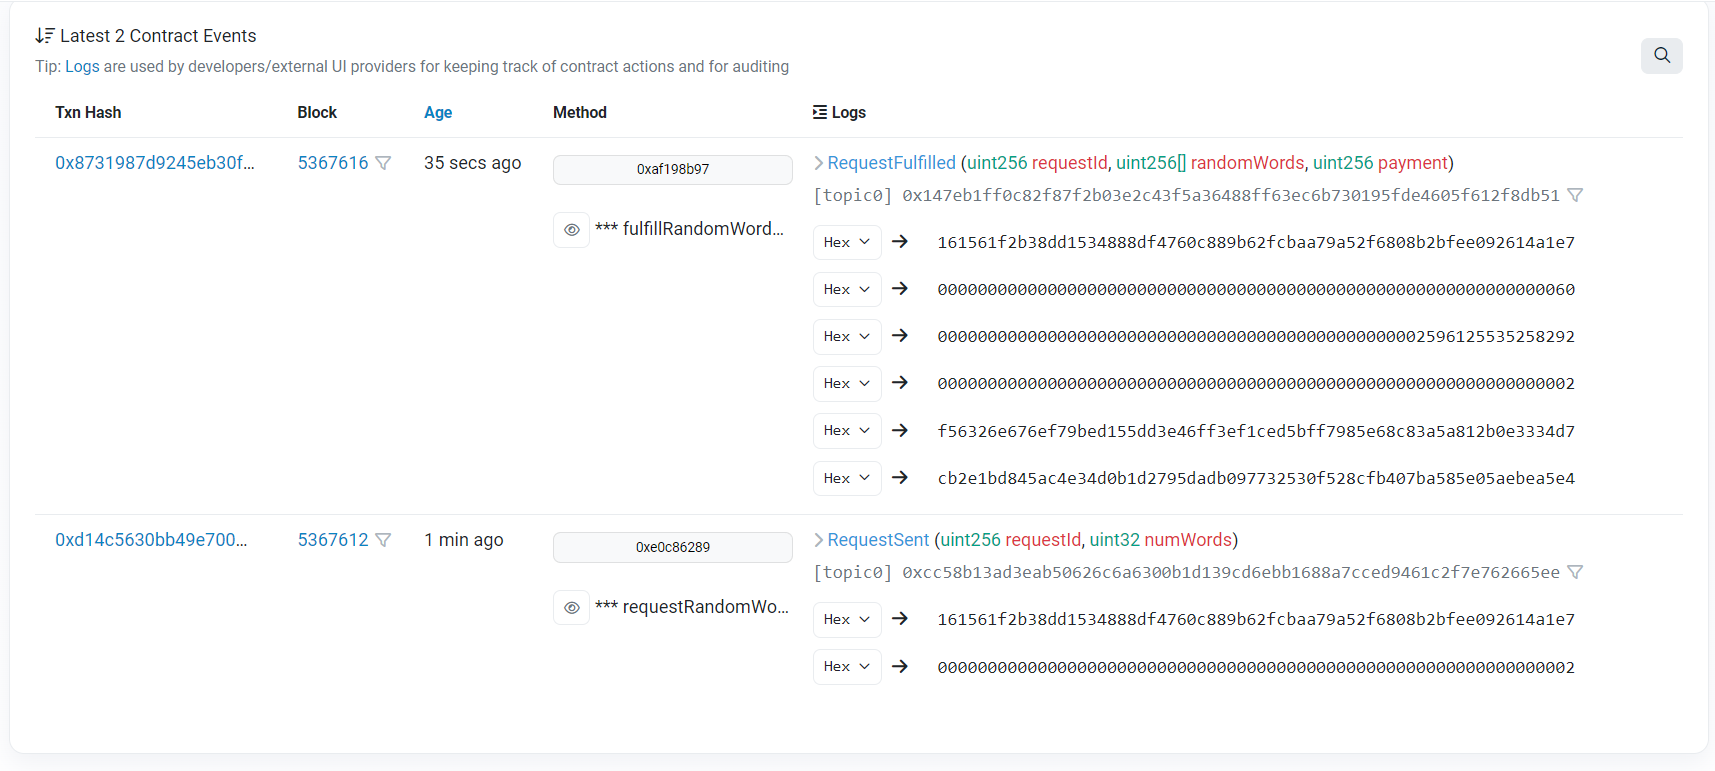 Latest 2 Contract Events
Tip: Logs are used by developers/external UI providers for keeping track of contract actions and for auditing
Txn Hash Block Age Method Logs
0x8731987d9245eb30f... 5367616 35 secs ago 0xaf198b97 RequestFulfilled (uint256 requestId, uint256[] randomWords, uint256 payment)
[topic0] 0x147eb1ff0c82f87f2b03e2c43f5a36488ff63ec6b730195fde4605f612f8db51
*** fulfillRandomWord...
Hex 161561f2b38dd1534888df4760c889b62fcbaa79a52f6808b2bfee092614a1e7
Hex 0000000000000000000000000000000000000000000000000000000000000060
Hex 0000000000000000000000000000000000000000000000002596125535258292
Hex 0000000000000000000000000000000000000000000000000000000000000002
Hex f56326e676ef79bed155dd3e46ff3ef1ced5bff7985e68c83a5a812b0e3334d7
Hex cb2e1bd845ac4e34d0b1d2795dadb097732530f528cfb407ba585e05aebea5e4
0xd14c5630bb49e700... 5367612 1 min ago 0xe0c86289 RequestSent (uint256 requestId, uint32 numWords)
[topic0] 0xcc58b13ad3eab50626c6a6300b1d139cd6ebb1688a7cced9461c2f7e762665ee
*** requestRandomWo...
Hex 161561f2b38dd1534888df4760c889b62fcbaa79a52f6808b2bfee092614a1e7
Hex 0000000000000000000000000000000000000000000000000000000000000002